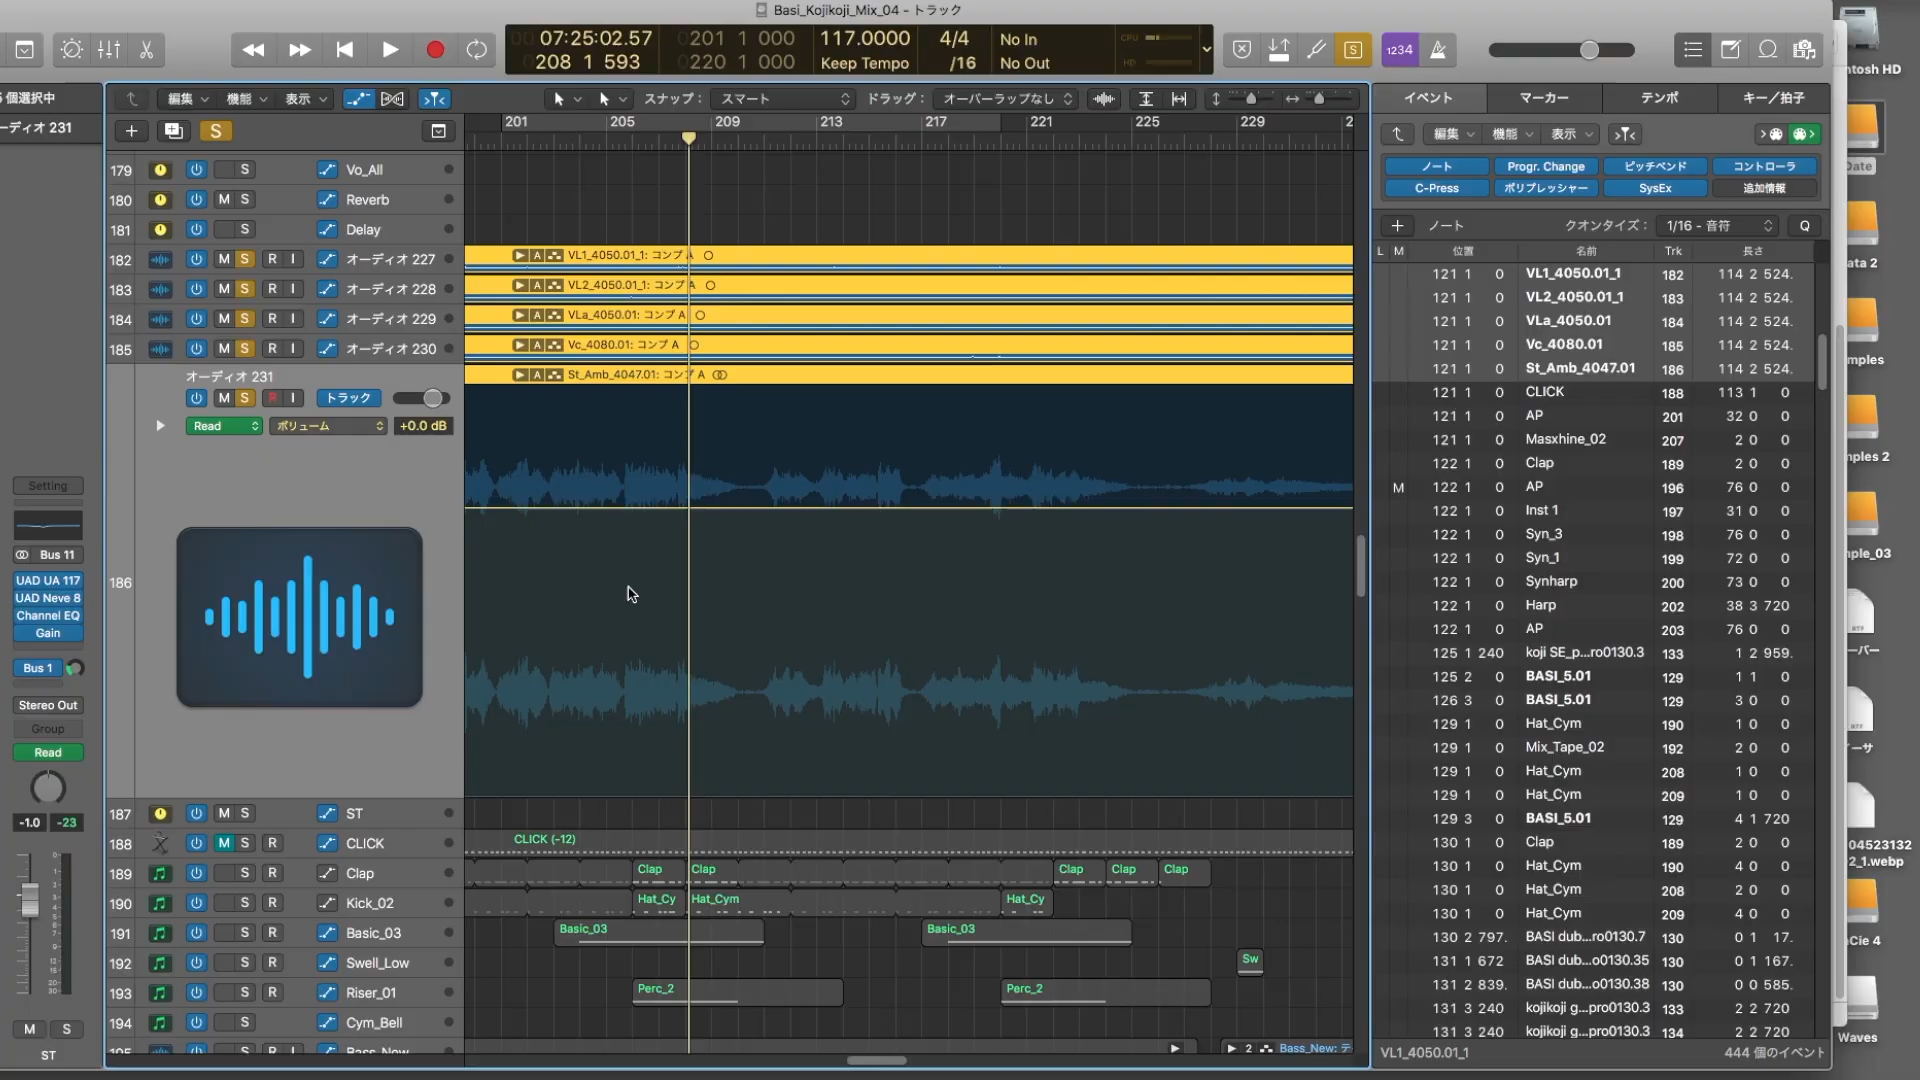 Basi_Kojikoji_Mix_04 - トラック
07:25:02.57
208 1 593
0201 1 000
0220 1 000
117.0000
Keep Tempo
4/4
/16
No In
No Out
CPU
HD
S
1234
個選択中
ーディオ 231
編集
機能
表示
スナップ：
スマート
ドラッグ：
オーバーラップなし
S
201
205
209
213
217
221
225
229
2
179 S Vo_All
180 M S Reverb
181 S Delay
182 M S R I オーディオ 227
183 M S R I オーディオ 228
184 M S R I オーディオ 229
185 M S R I オーディオ 230
オーディオ 231
M S R I トラック
Read ボリューム +0.0 dB
186
A VL1_4050.01_1: コンプ A
A VL2_4050.01_1: コンプ A
A VLa_4050.01: コンプ A
A Vc_4080.01: コンプ A
A St_Amb_4047.01: コンプ A
Setting
Bus 11
UAD UA 117
UAD Neve 8
Channel EQ
Gain
Bus 1
Stereo Out
Group
Read
-1.0 -23
M S
ST
187 M S ST
188 M S R CLICK
189 S R Clap
190 S R Kick_02
191 S R Basic_03
192 S R Swell_Low
193 S R Riser_01
194 S Cym_Bell
195 S R I Bass_New
CLICK (-12)
Clap Clap Clap Clap Clap
Hat_Cy Hat_Cym Hat_Cy
Basic_03 Basic_03
Sw
Perc_2 Perc_2
2 Bass_New: テ
イベント
マーカー
テンポ
キー／拍子
編集
機能
表示
ノート
Progr. Change
ピッチベンド
コントローラ
C-Press
ポリプレッシャー
SysEx
追加情報
ノート
クオンタイズ：
1/16 - 音符
Q
L M 位置 名前 Trk 長さ
121 1 0 VL1_4050.01_1 182 114 2 524.
121 1 0 VL2_4050.01_1 183 114 2 524.
121 1 0 VLa_4050.01 184 114 2 524.
121 1 0 Vc_4080.01 185 114 2 524.
121 1 0 St_Amb_4047.01 186 114 2 524.
121 1 0 CLICK 188 113 1 0
121 1 0 AP 201 32 0 0
121 1 0 Masxhine_02 207 2 0 0
122 1 0 Clap 189 2 0 0
M 122 1 0 AP 196 76 0 0
122 1 0 Inst 1 197 31 0 0
122 1 0 Syn_3 198 76 0 0
122 1 0 Syn_1 199 72 0 0
122 1 0 Synharp 200 73 0 0
122 1 0 Harp 202 38 3 720
122 1 0 AP 203 76 0 0
125 1 240 koji SE_p...ro0130.3 133 1 2 959.
125 2 0 BASI_5.01 129 1 1 0
126 3 0 BASI_5.01 129 3 0 0
129 1 0 Hat_Cym 190 1 0 0
129 1 0 Mix_Tape_02 192 2 0 0
129 1 0 Hat_Cym 208 1 0 0
129 1 0 Hat_Cym 209 1 0 0
129 3 0 BASI_5.01 129 4 1 720
130 1 0 Clap 189 2 0 0
130 1 0 Hat_Cym 190 4 0 0
130 1 0 Hat_Cym 208 2 0 0
130 1 0 Hat_Cym 209 4 0 0
130 2 797. BASI dub...ro0130.7 130 0 1 17.
131 1 672 BASI dub...o0130.35 130 0 1 167.
131 2 839. BASI dub...o0130.38 130 0 0 585.
131 3 240 kojikoji g...pro0130.3 133 2 2 720
131 3 240 kojikoji g...pro0130.3 134 2 2 720
VL1_4050.01_1 444 個のイベント
ntosh HD
Date
ata 2
mples
mples 2
ple_03
ーバー
ーサ
04523132
2_1.webp
Cie 4
Waves